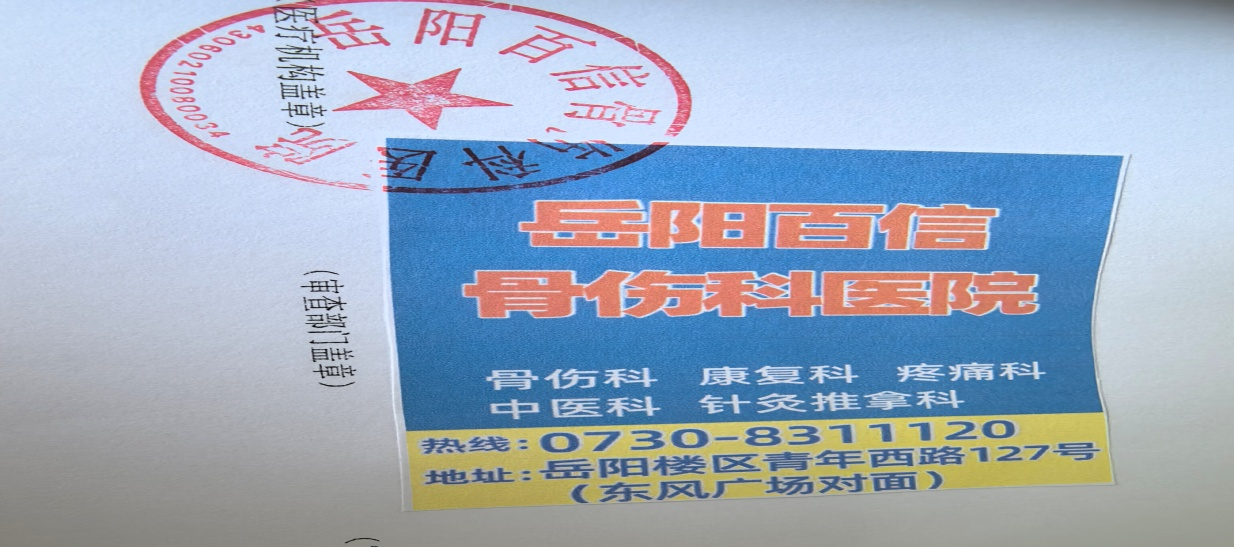 岳阳百信骨伤科医院
4306021008034
医疗机构盖章）
（审查部门盖章）
岳阳百信
骨伤科医院
骨伤科 康复科 疼痛科
中医科 针灸推拿科
热线：0730-8311120
地址：岳阳楼区青年西路127号
（东风广场对面）